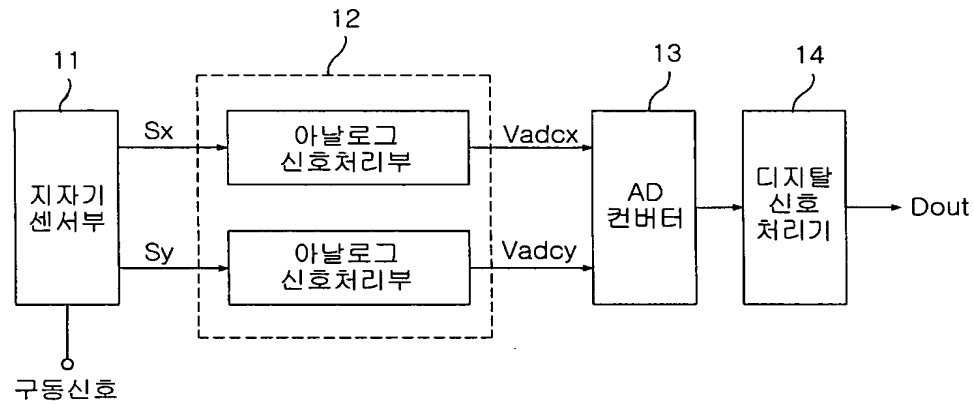 12
11
13
14
Sx
아날로그
신호처리부
Vadcx
지자기
센서부
AD
컨버터
디지탈
신호
처리기
Dout
Sy
아날로그
신호처리부
Vadcy
구동신호